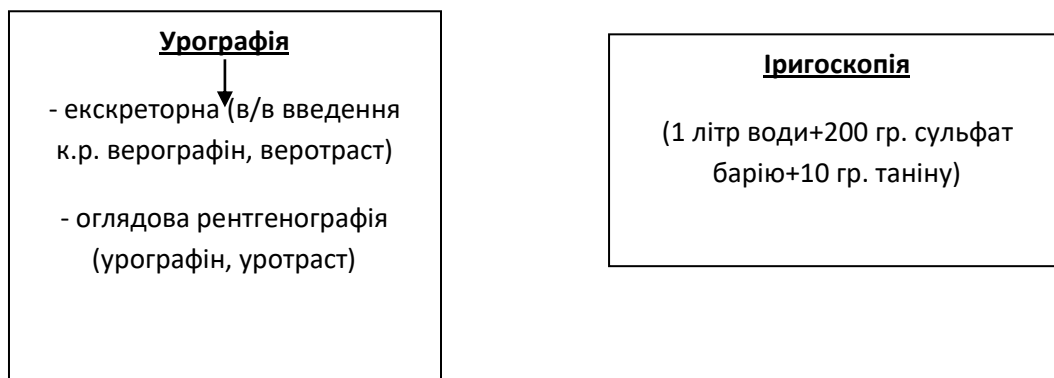 Урографія
- екскреторна (в/в введення
к.р. верографін, веротраст)
- оглядова рентгенографія
(урографін, уротраст)
Іригоскопія
(1 літр води+200 гр. сульфат
барію+10 гр. таніну)